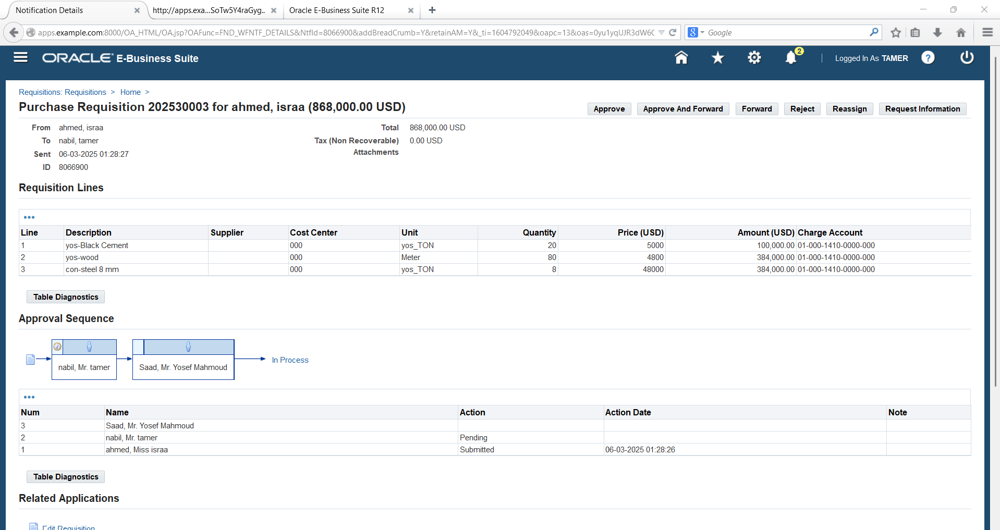 Notification Details
http://apps.exa...SoTw5Y4raGyg..
Oracle E-Business Suite R12
apps.example.com:8000/OA_HTML/OA.jsp?OAFunc=FND_WFNTF_DETAILS&NtfId=8066900&addBreadCrumb=Y&retainAM=Y&_ti=1604792049&oapc=13&oas=0yu1yqUJR3dW6C
8 Google
ORACLE E-Business Suite
2
Logged In As TAMER
?
Requisitions: Requisitions > Home >
Purchase Requisition 202530003 for ahmed, israa (868,000.00 USD)
Approve Approve And Forward Forward Reject Reassign Request Information
From ahmed, israa
To nabil, tamer
Sent 06-03-2025 01:28:27
ID 8066900
Total 868,000.00 USD
Tax (Non Recoverable) 0.00 USD
Attachments
Requisition Lines
Line Description Supplier Cost Center Unit Quantity Price (USD) Amount (USD) Charge Account
1 yos-Black Cement 000 yos_TON 20 5000 100,000.00 01-000-1410-0000-000
2 yos-wood 000 Meter 80 4800 384,000.00 01-000-1410-0000-000
3 con-steel 8 mm 000 yos_TON 8 48000 384,000.00 01-000-1410-0000-000
Table Diagnostics
Approval Sequence
nabil, Mr. tamer
Saad, Mr. Yosef Mahmoud
In Process
Num Name Action Action Date Note
3 Saad, Mr. Yosef Mahmoud
2 nabil, Mr. tamer Pending
1 ahmed, Miss israa Submitted 06-03-2025 01:28:26
Table Diagnostics
Related Applications
Edit Requisition